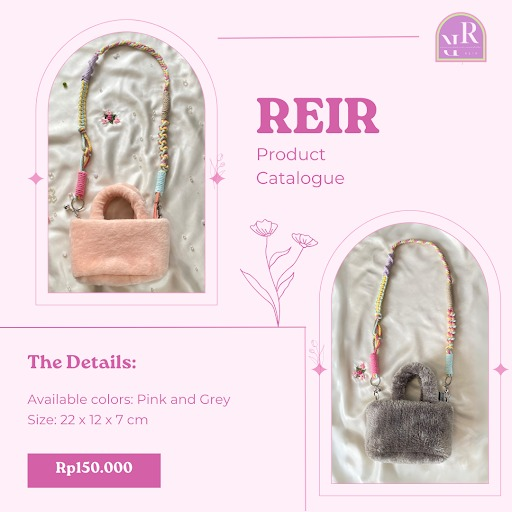 REIR
Product
Catalogue
The Details:
Available colors: Pink and Grey
Size: 22 x 12 x 7 cm
Rp150.000